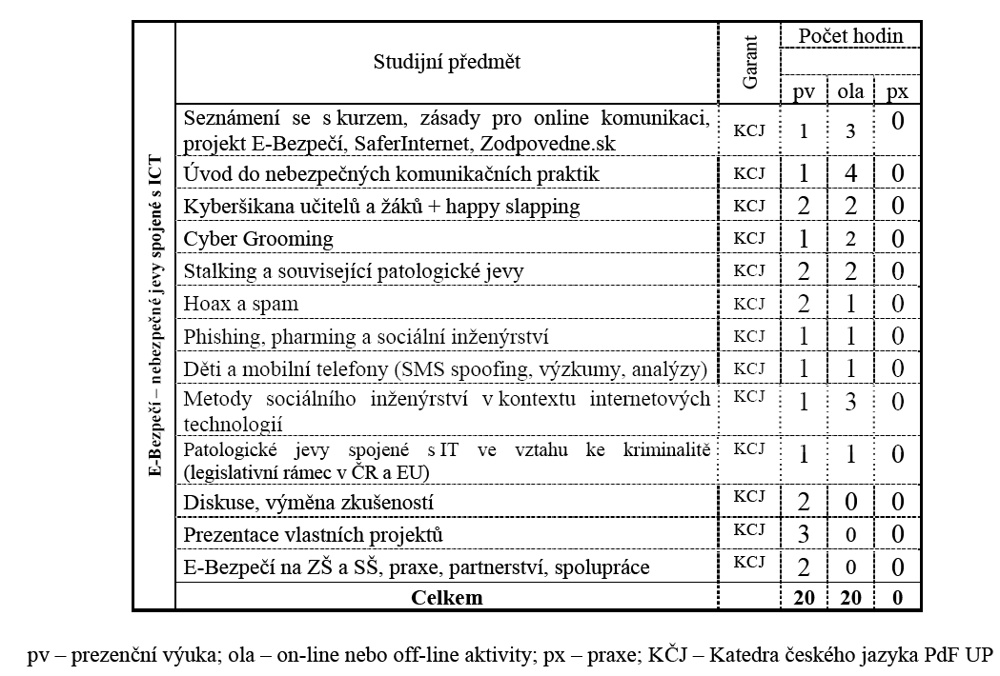 E-Bezpečí – nebezpečné jevy spojené s ICT
Studijní předmět Garant Počet hodin
pv ola px
Seznámení se s kurzem, zásady pro online komunikaci,
projekt E-Bezpečí, SaferInternet, Zodpovedne.sk KCJ 1 3 0
Úvod do nebezpečných komunikačních praktik KCJ 1 4 0
Kyberšikana učitelů a žáků + happy slapping KCJ 2 2 0
Cyber Grooming KCJ 1 2 0
Stalking a související patologické jevy KCJ 2 2 0
Hoax a spam KCJ 2 1 0
Phishing, pharming a sociální inženýrství KCJ 1 1 0
Děti a mobilní telefony (SMS spoofing, výzkumy, analýzy) KCJ 1 1 0
Metody sociálního inženýrství v kontextu internetových KCJ 1 3 0
technologií
Patologické jevy spojené s IT ve vztahu ke kriminalitě KCJ 1 1 0
(legislativní rámec v ČR a EU)
Diskuse, výměna zkušeností KCJ 2 0 0
Prezentace vlastních projektů KCJ 3 0 0
E-Bezpečí na ZŠ a SŠ, praxe, partnerství, spolupráce KCJ 2 0 0
Celkem 20 20 0
pv – prezenční výuka; ola – on-line nebo off-line aktivity; px – praxe; KČJ – Katedra českého jazyka PdF UP